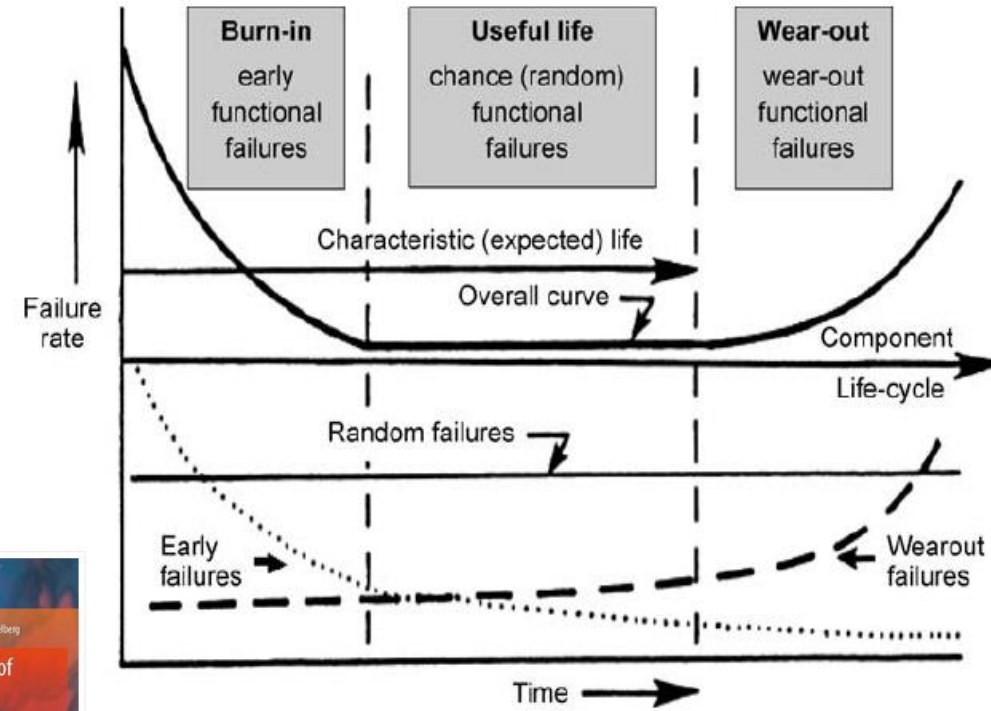 Burn-in
early
functional
failures
Useful life
chance (random)
functional
failures
Wear-out
wear-out
functional
failures
Characteristic (expected) life
Overall curve
Failure
rate
Component
Life-cycle
Random failures
Early
failures
Wearout
failures
Time
of